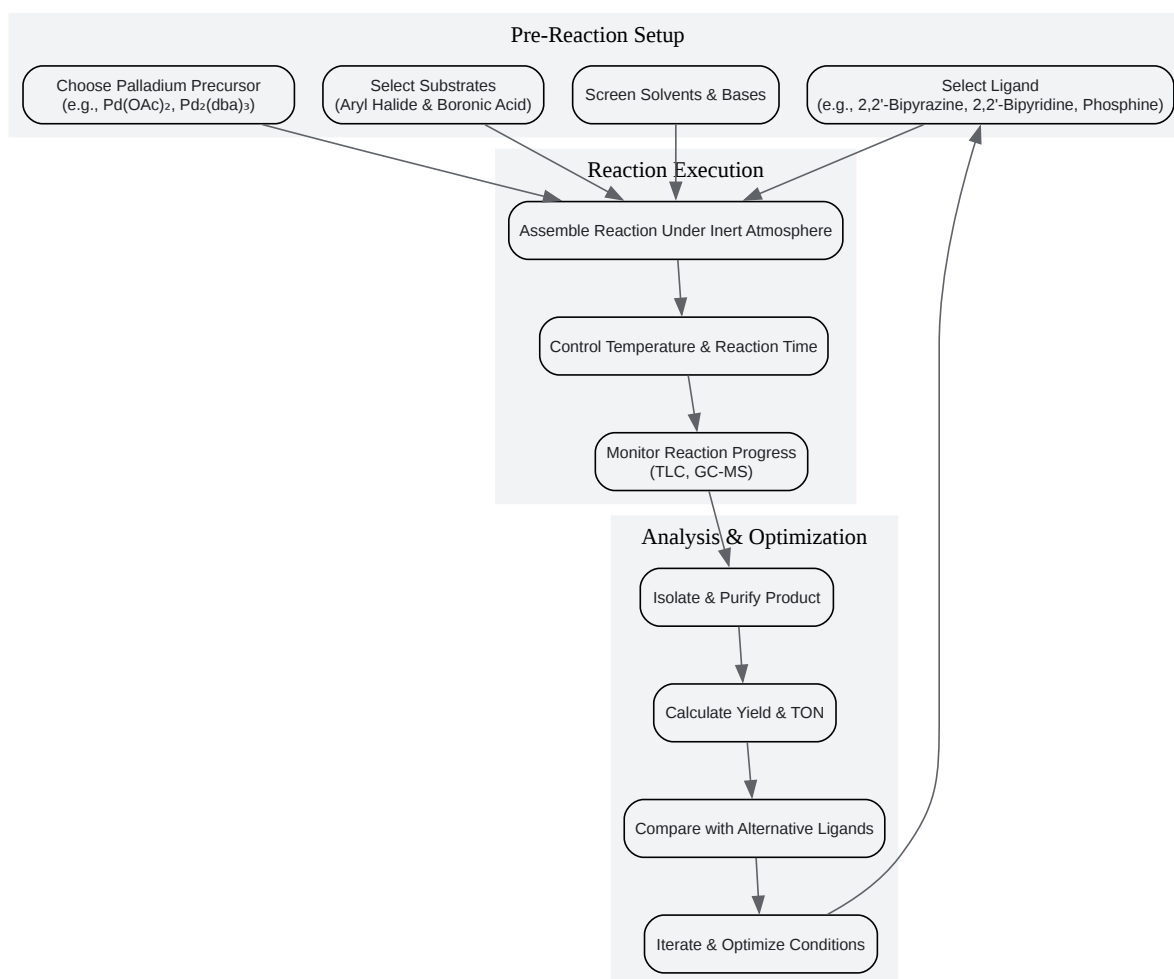 Pre-Reaction Setup
Choose Palladium Precursor
(e.g., Pd(OAc)₂, Pd₂(dba)₃)
Select Substrates
(Aryl Halide & Boronic Acid)
Screen Solvents & Bases
Select Ligand
(e.g., 2,2'-Bipyrazine, 2,2'-Bipyridine, Phosphine)
Reaction Execution
Assemble Reaction Under Inert Atmosphere
Control Temperature & Reaction Time
Monitor Reaction Progress
(TLC, GC-MS)
Analysis & Optimization
Isolate & Purify Product
Calculate Yield & TON
Compare with Alternative Ligands
Iterate & Optimize Conditions